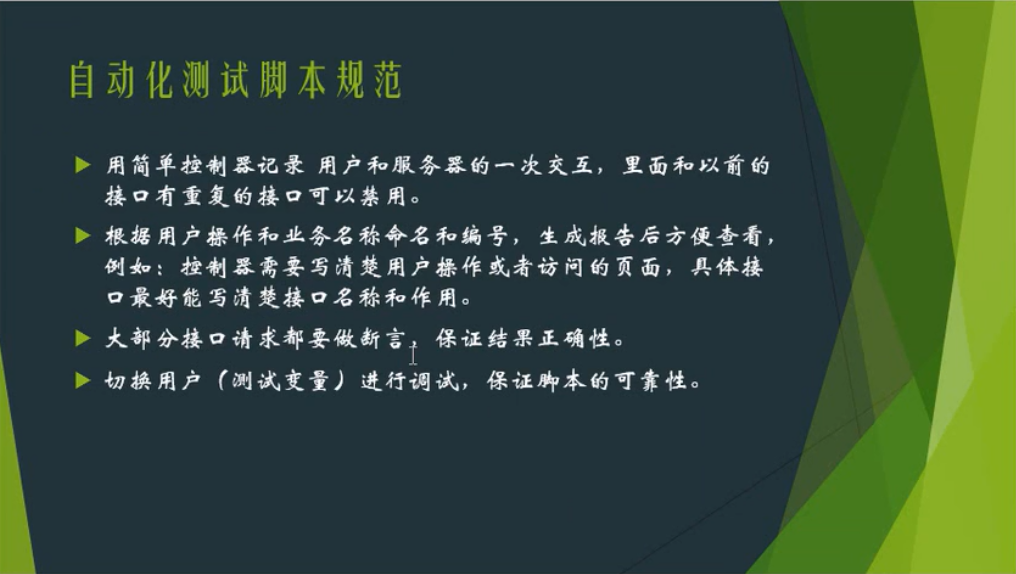 自动化测试脚本规范
用简单控制器记录 用户和服务器的一次交互，里面和以前的
接口有重复的接口可以禁用。
根据用户操作和业务名称命名和编号，生成报告后方便查看，
例如：控制器需要写清楚用户操作或者访问的页面，具体接
口最好能写清楚接口名称和作用。
大部分接口请求都要做断言，保证结果正确性。
切换用户（测试变量）进行调试，保证脚本的可靠性。